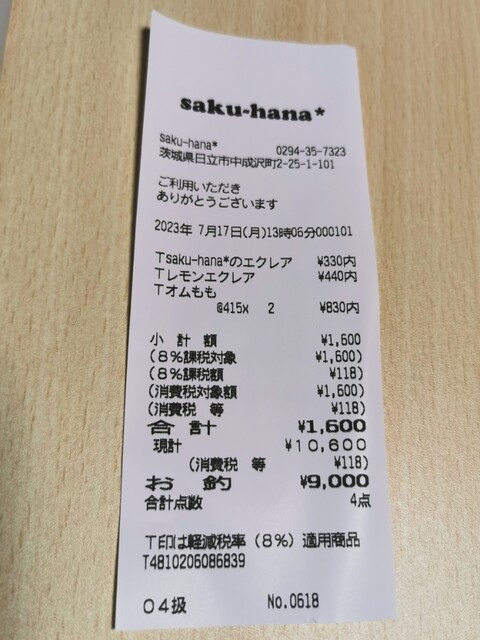 saku-hana*
saku-hana* 0294-35-7323
茨城県日立市中成沢町2-25-1-101
ご利用いただき
ありがとうございます
2023年 7月17日(月)13時06分000101
Tsaku-hana*のエクレア ¥330内
Tレモンエクレア ¥440内
Tオムもも
@415x 2 ¥830内
小 計 額 ¥1,600
(8%課税対象 ¥1,600)
(8%課税額 ¥118)
(消費税対象額 ¥1,600)
(消費税 等 ¥118)
合 計 ¥1,600
現計 ¥10,600
(消費税 等 ¥118)
お 釣 ¥9,000
合計点数 4点
T印は軽減税率(8%)適用商品
T4810206086839
04扱 No.0618